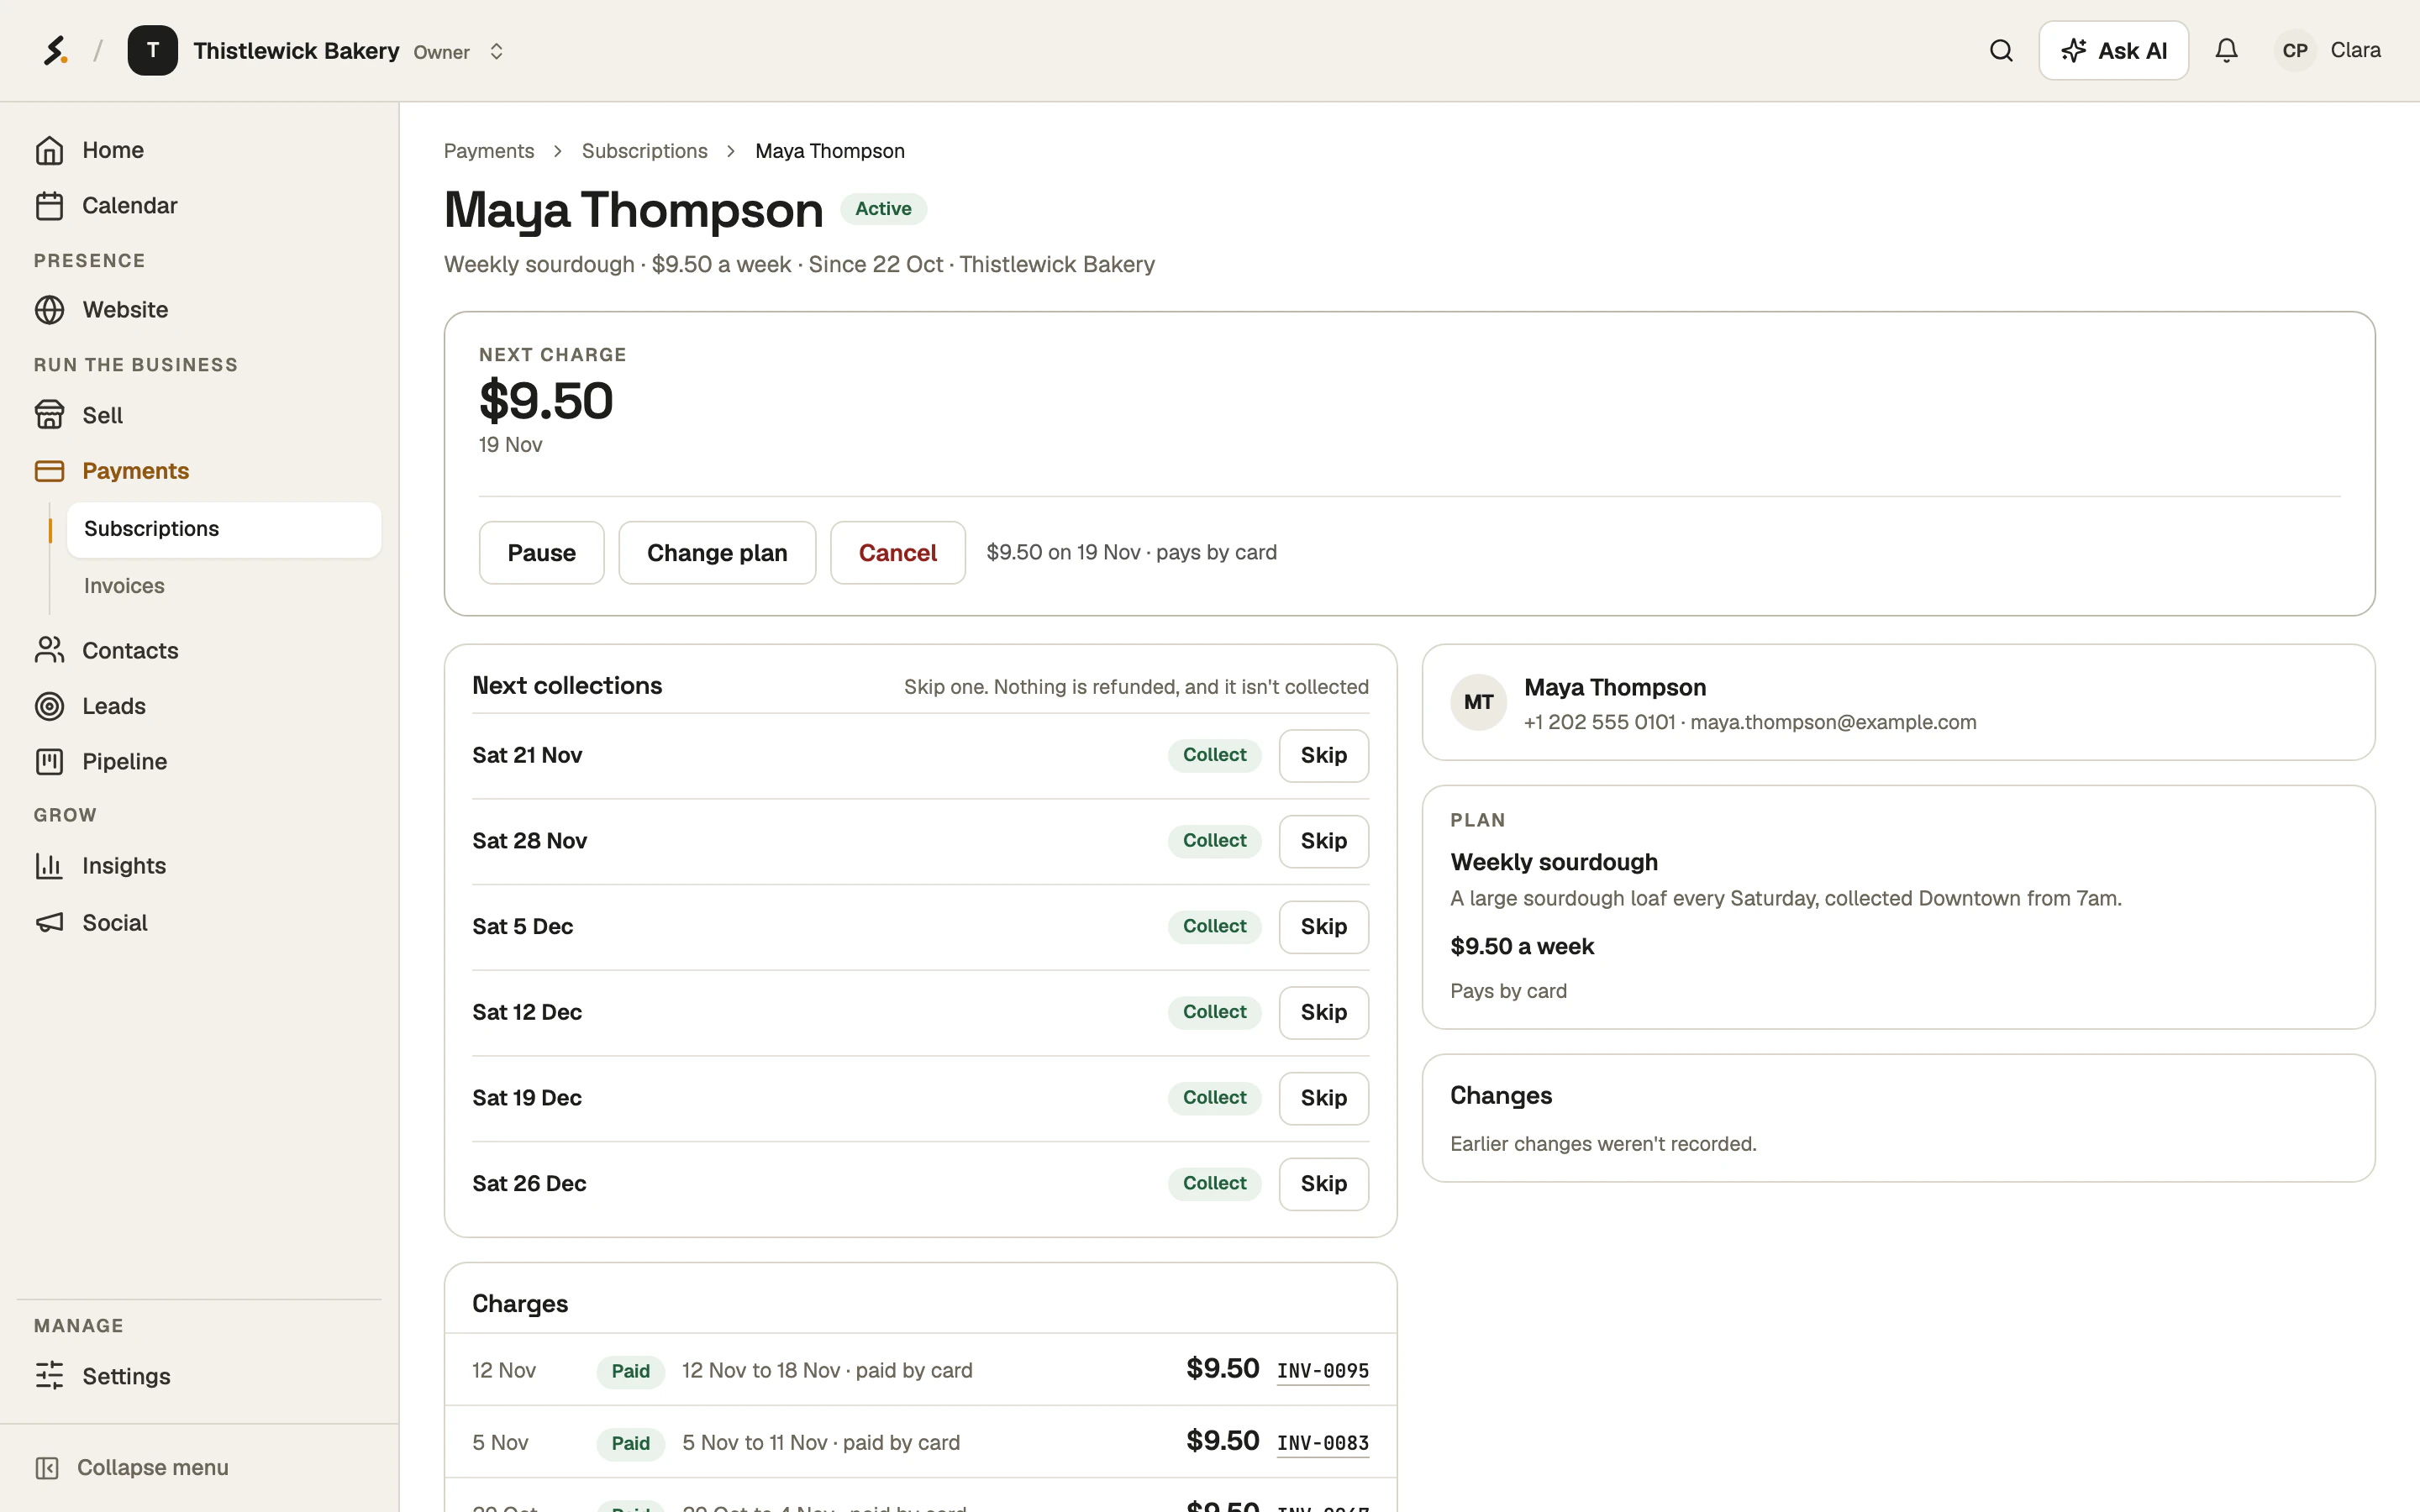 T Thistlewick Bakery Owner
Ask AI
CP Clara
Home
Calendar
PRESENCE
Website
RUN THE BUSINESS
Sell
Payments
Subscriptions
Invoices
Contacts
Leads
Pipeline
GROW
Insights
Social
MANAGE
Settings
Collapse menu
Payments > Subscriptions > Maya Thompson
Maya Thompson Active
Weekly sourdough · $9.50 a week · Since 22 Oct · Thistlewick Bakery
NEXT CHARGE
$9.50
19 Nov
Pause Change plan Cancel $9.50 on 19 Nov · pays by card
Next collections Skip one. Nothing is refunded, and it isn't collected
Sat 21 Nov Collect Skip
Sat 28 Nov Collect Skip
Sat 5 Dec Collect Skip
Sat 12 Dec Collect Skip
Sat 19 Dec Collect Skip
Sat 26 Dec Collect Skip
Charges
12 Nov Paid 12 Nov to 18 Nov · paid by card $9.50 INV-0095
5 Nov Paid 5 Nov to 11 Nov · paid by card $9.50 INV-0083
MT Maya Thompson
+1 202 555 0101 · maya.thompson@example.com
PLAN
Weekly sourdough
A large sourdough loaf every Saturday, collected Downtown from 7am.
$9.50 a week
Pays by card
Changes
Earlier changes weren't recorded.